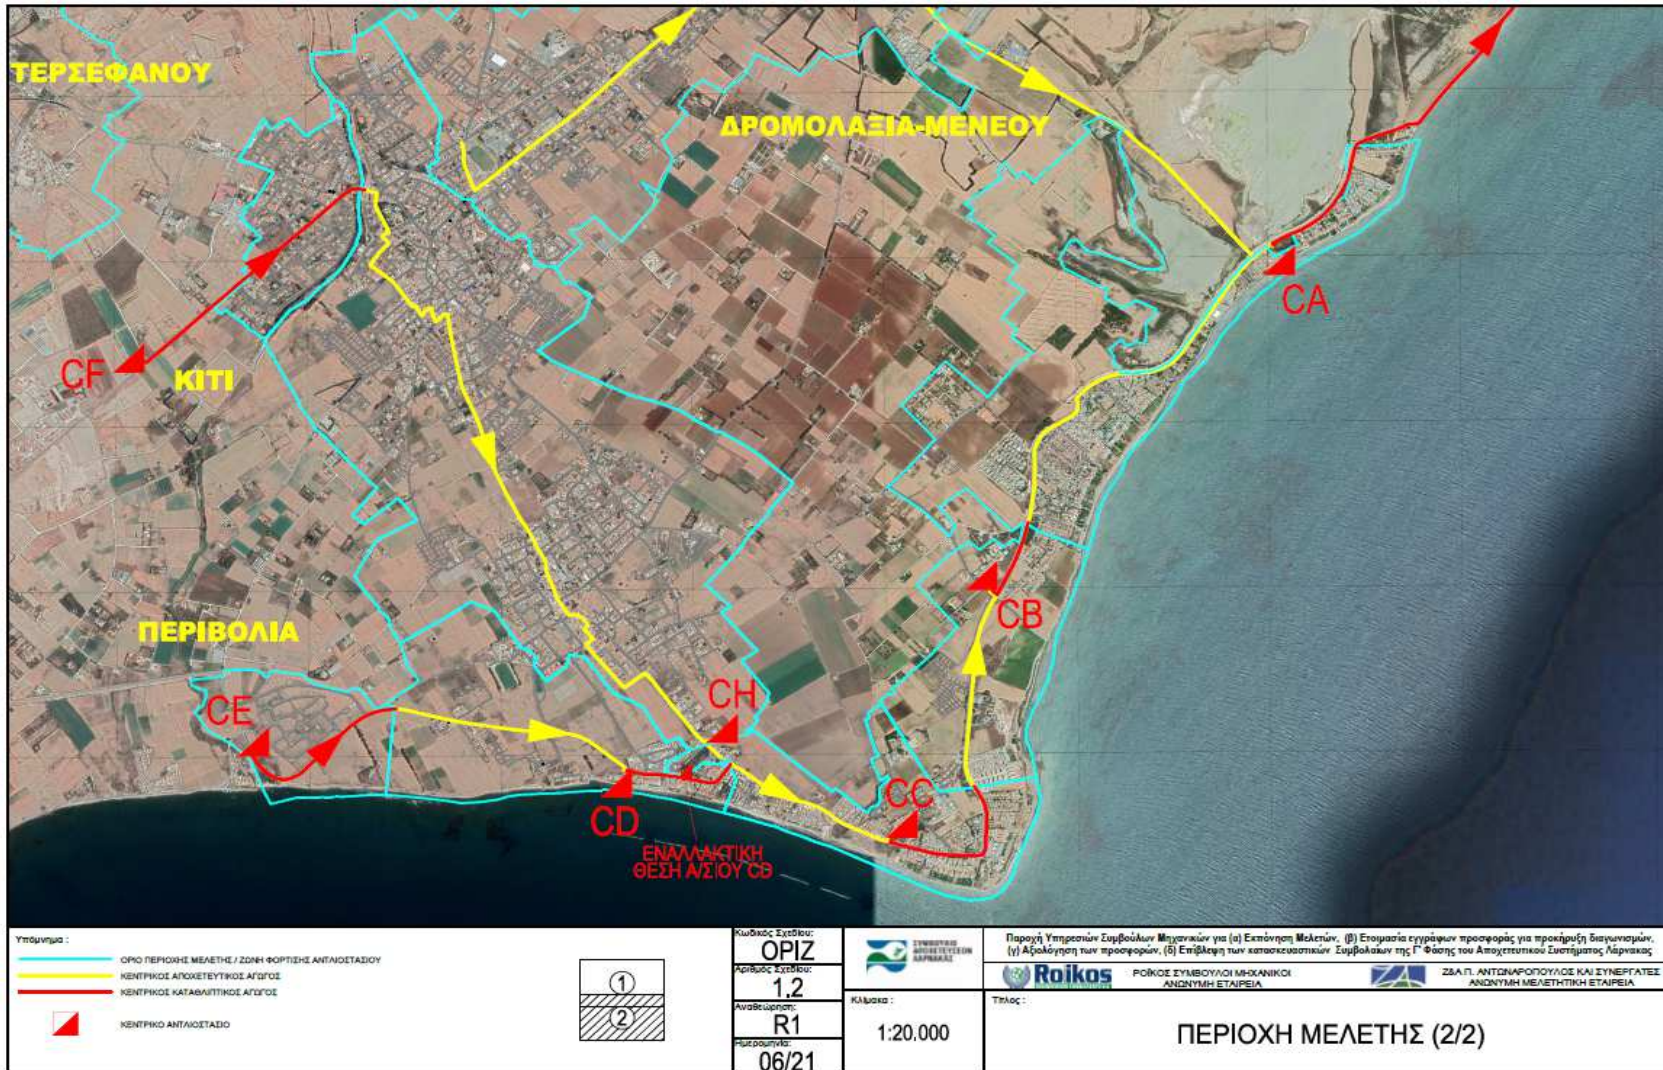 ΤΕΡΣΕΦΑΝΟΥ
ΔΡΟΜΟΛΑΞΙΑ-ΜΕΝΕΟΥ
CA
CF
ΚΙΤΙ
CB
ΠΕΡΙΒΟΛΙΑ
CE
CH
CD
CC
ΕΝΑΛΛΑΚΤΙΚΗ
ΘΕΣΗ Α/ΣΙΟΥ CD
Υπόμνημα :
ΟΡΙΟ ΠΕΡΙΟΧΗΣ ΜΕΛΕΤΗΣ / ΖΩΝΗ ΦΟΡΤΙΣΗΣ ΑΝΤΛΙΟΣΤΑΣΙΟΥ
ΚΕΝΤΡΙΚΟΣ ΑΠΟΧΕΤΕΥΤΙΚΟΣ ΑΓΩΓΟΣ
ΚΕΝΤΡΙΚΟΣ ΚΑΤΑΘΛΙΠΤΙΚΟΣ ΑΓΩΓΟΣ
ΚΕΝΤΡΙΚΟ ΑΝΤΛΙΟΣΤΑΣΙΟ
1
2
Κωδικός Σχεδίου:
ΟΡΙΖ
Αριθμός Σχεδίου:
1.2
Αναθεώρηση:
R1
Ημερομηνία:
06/21
ΣΥΜΒΟΥΛΙΟ
ΑΠΟΧΕΤΕΥΣΕΩΝ
ΛΑΡΝΑΚΑΣ
Κλίμακα :
1:20.000
Παροχή Υπηρεσιών Συμβούλων Μηχανικών για (α) Εκπόνηση Μελετών, (β) Ετοιμασία εγγράφων προσφοράς για προκήρυξη διαγωνισμών,
(γ) Αξιολόγηση των προσφορών, (δ) Επίβλεψη των κατασκευαστικών Συμβολαίων της Γ' Φάσης του Αποχετευτικού Συστήματος Λάρνακας
Roikos
ΡΟΪΚΟΣ ΣΥΜΒΟΥΛΟΙ ΜΗΧΑΝΙΚΟΙ
ΑΝΩΝΥΜΗ ΕΤΑΙΡΕΙΑ
Ζ&Α Π. ΑΝΤΩΝΑΡΟΠΟΥΛΟΣ ΚΑΙ ΣΥΝΕΡΓΑΤΕΣ
ΑΝΩΝΥΜΗ ΜΕΛΕΤΗΤΙΚΗ ΕΤΑΙΡΕΙΑ
Τίτλος :
ΠΕΡΙΟΧΗ ΜΕΛΕΤΗΣ (2/2)